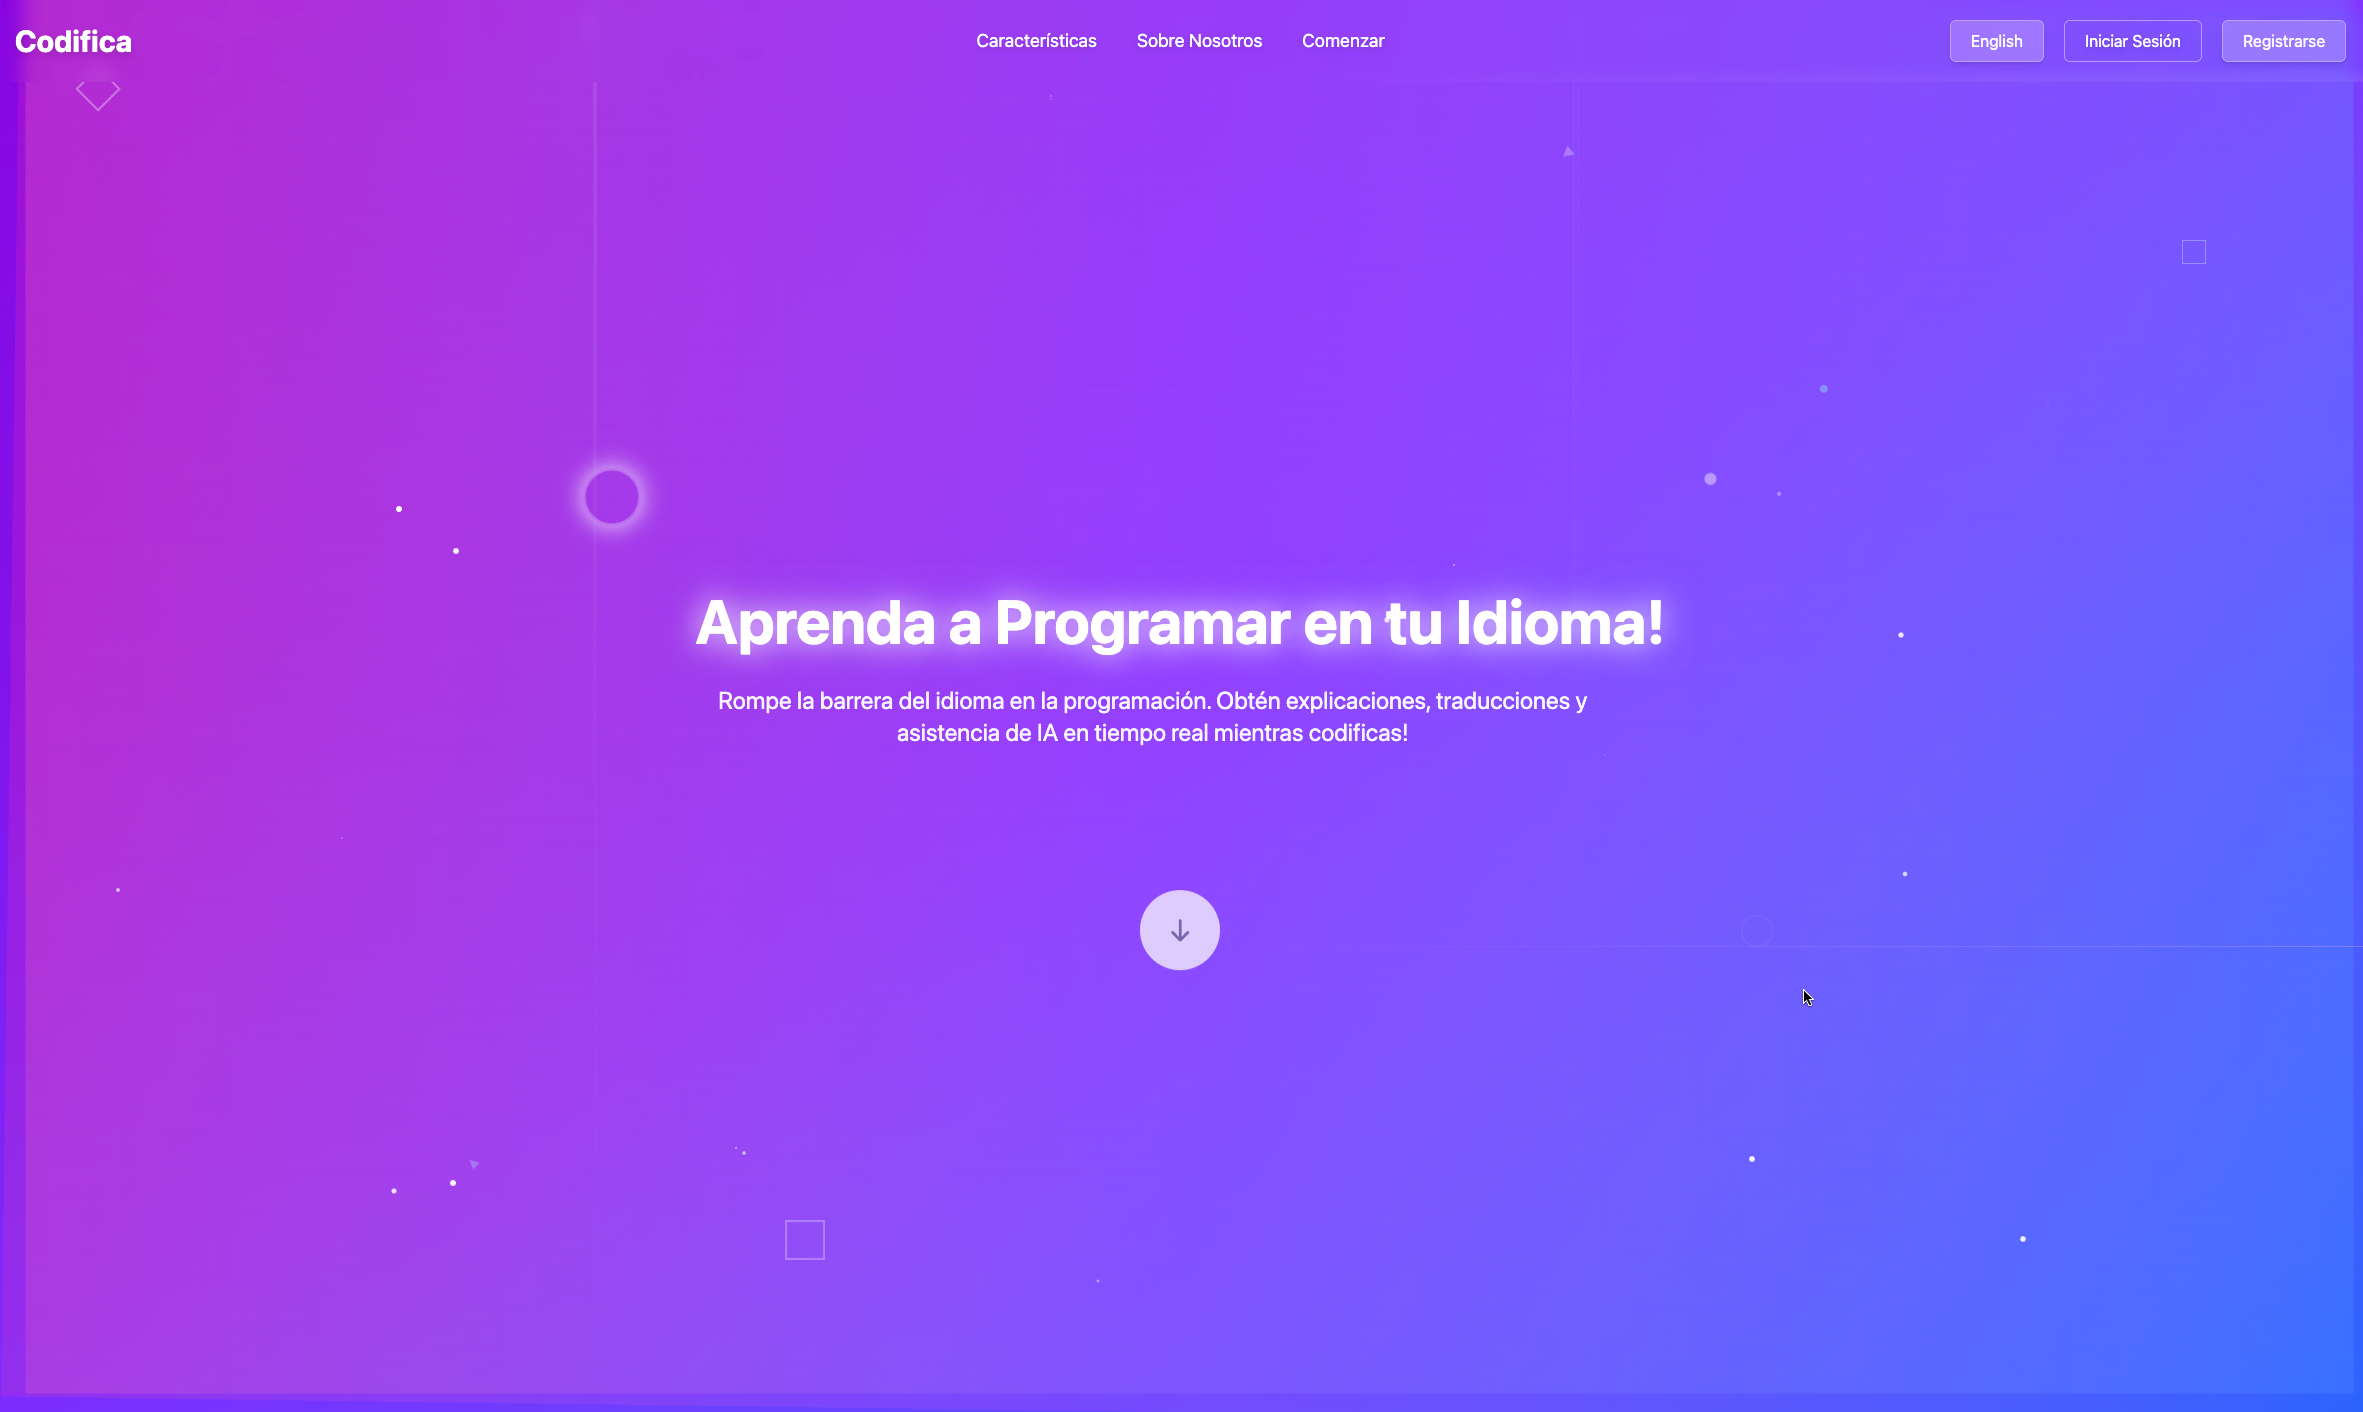 Codifica
Características
Sobre Nosotros
Comenzar
English
Iniciar Sesión
Registrarse
Aprenda a Programar en tu Idioma!
Rompe la barrera del idioma en la programación. Obtén explicaciones, traducciones y
asistencia de IA en tiempo real mientras codificas!